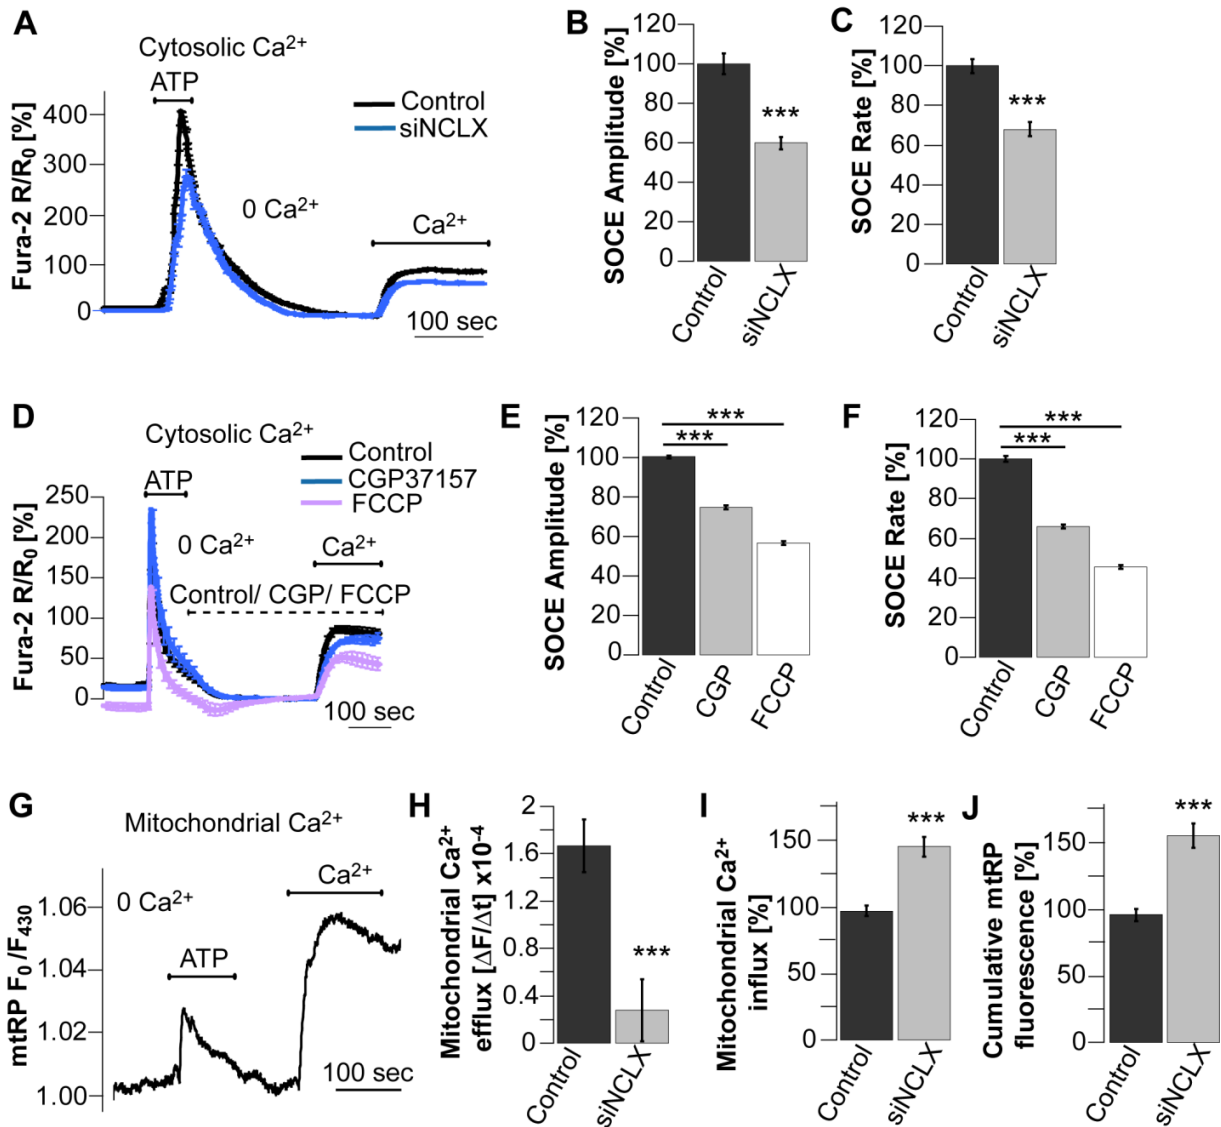 A
Cytosolic Ca²⁺
ATP
Control
siNCLX
Fura-2 R/R₀ [%]
400
300
200
100
0
0 Ca²⁺
Ca²⁺
100 sec
B
SOCE Amplitude [%]
120
100
80
60
40
20
0
***
Control
siNCLX
C
SOCE Rate [%]
120
100
80
60
40
20
0
***
Control
siNCLX
D
Cytosolic Ca²⁺
Control
CGP37157
FCCP
ATP
Fura-2 R/R₀ [%]
250
200
150
100
50
0
0 Ca²⁺
Ca²⁺
Control/ CGP/ FCCP
100 sec
E
SOCE Amplitude [%]
120
100
80
60
40
20
0
***
***
Control
CGP
FCCP
F
SOCE Rate [%]
120
100
80
60
40
20
0
***
***
Control
CGP
FCCP
G
Mitochondrial Ca²⁺
mtRP F₀/F₄₃₀
1.06
1.04
1.02
1.00
0 Ca²⁺
ATP
Ca²⁺
100 sec
H
Mitochondrial Ca²⁺
efflux [ΔF/Δt] x10⁻⁴
2
1.6
1.2
0.8
0.4
0
***
Control
siNCLX
I
Mitochondrial Ca²⁺
influx [%]
150
100
50
0
***
Control
siNCLX
J
Cumulative mtRP
fluorescence [%]
150
100
50
0
***
Control
siNCLX